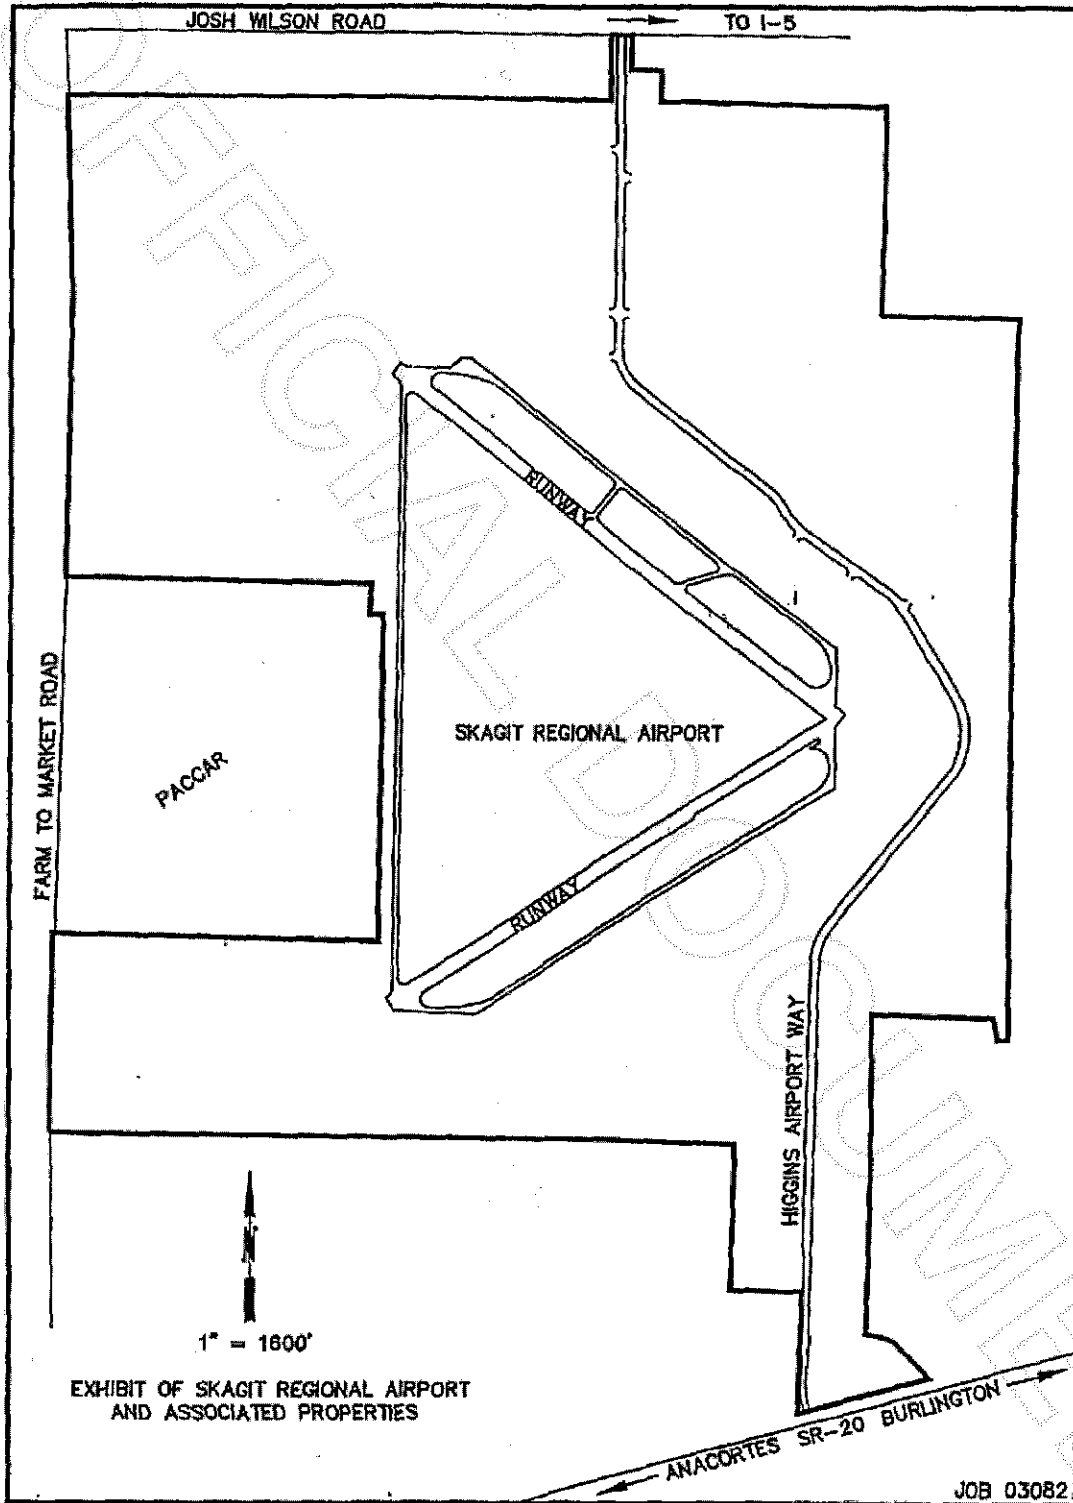 JOSH WILSON ROAD
TO I-5
RUNWAY
SKAGIT REGIONAL AIRPORT
FARM TO MARKET ROAD
PACCAR
RUNWAY
HIGGINS AIRPORT WAY
N
1" = 1600'
EXHIBIT OF SKAGIT REGIONAL AIRPORT
AND ASSOCIATED PROPERTIES
ANACORTES SR-20 BURLINGTON
JOB 03082
OFFICIAL DOCUME